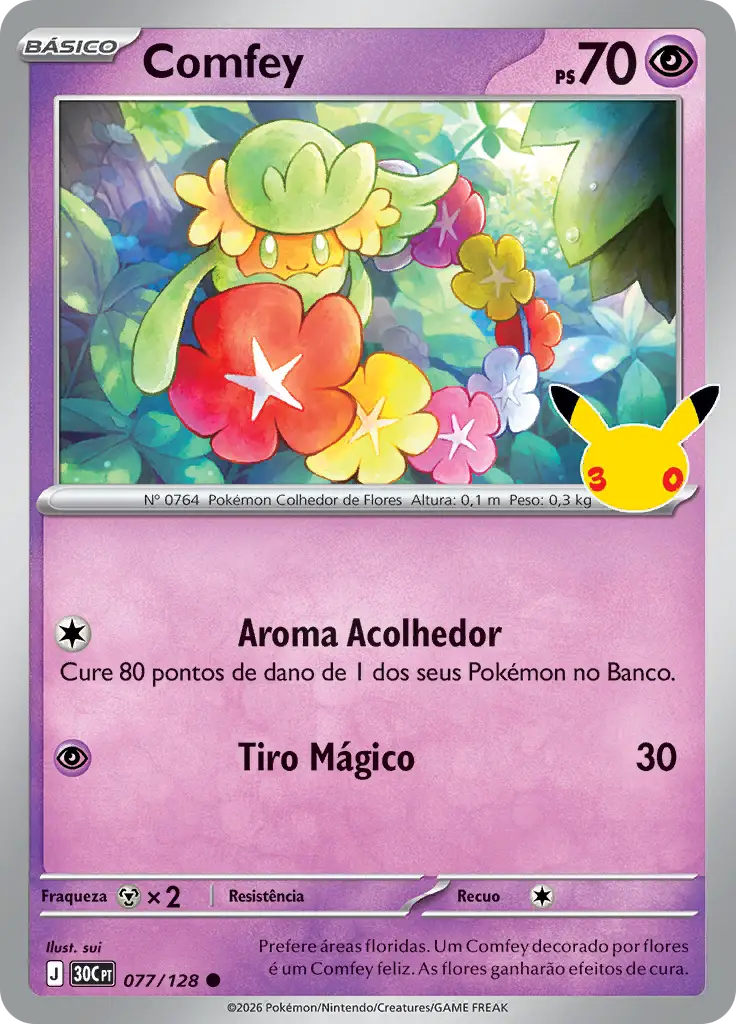 BÁSICO
Comfey
PS 70
30
Nº 0764 Pokémon Colhedor de Flores Altura: 0,1 m Peso: 0,3 kg
Aroma Acolhedor
Cure 80 pontos de dano de 1 dos seus Pokémon no Banco.
Tiro Mágico 30
Fraqueza ×2 Resistência Recuo
Ilust. sui
J 30C PT 077/128
Prefere áreas floridas. Um Comfey decorado por flores
é um Comfey feliz. As flores ganharão efeitos de cura.
©2026 Pokémon/Nintendo/Creatures/GAME FREAK